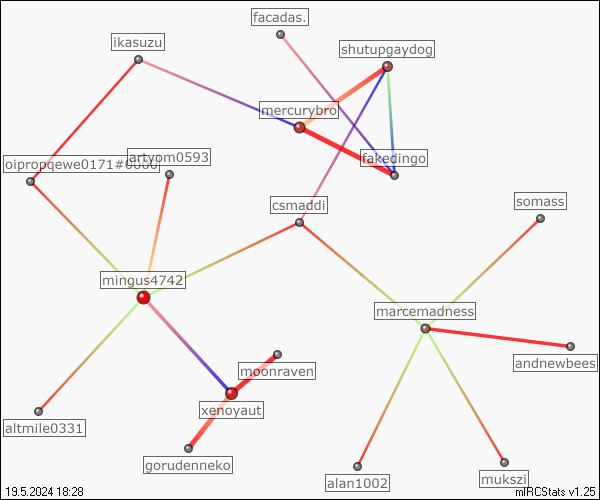 facadas.
ikasuzu
shutupgaydog
mercurybro
artyom0593
fakedingo
oipropqewe0171#0000
somass
csmaddi
mingus4742
marcemadness
andnewbees
moonraven
xenoyaut
altmile0331
gorudenneko
alan1002
mukszi
19.5.2024 18:28
mIRCStats v1.25